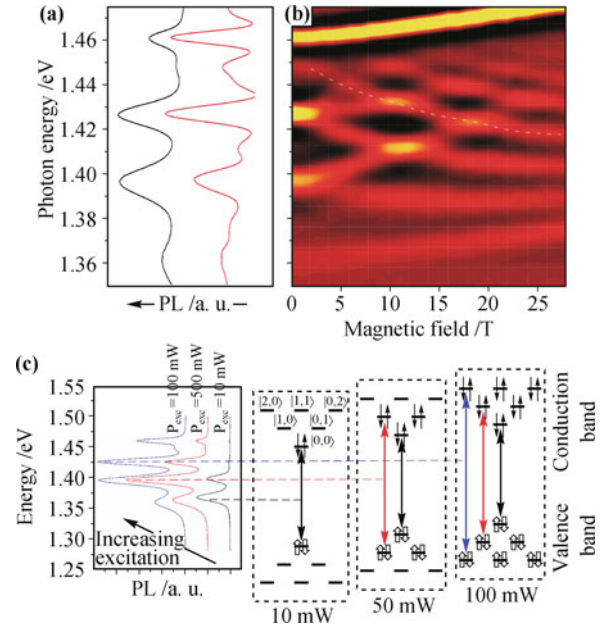 (a)
(b)
1.46
1.44
1.42
1.40
1.38
1.36
Photon energy /eV
PL /a. u.
0 5 10 15 20 25
Magnetic field /T
(c)
1.55
1.50
1.45
1.40
1.35
1.30
1.25
Energy /eV
P_exc=100 mW
P_exc=500 mW
P_exc=10 mW
Increasing
excitation
PL /a. u.
|2,0⟩ |1,1⟩ |0,2⟩
|1,0⟩ |0,1⟩
|0,0⟩
10 mW
50 mW
100 mW
Conduction
band
Valence
band